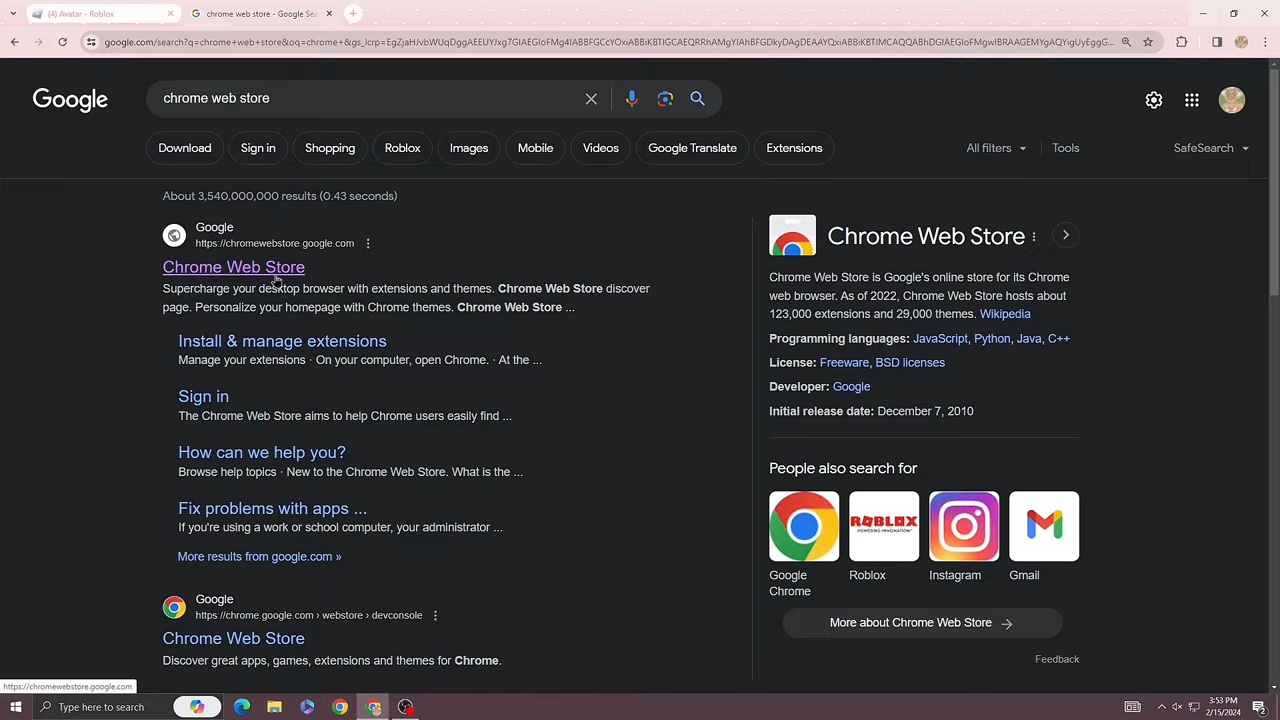 (4) Avatar - Roblox
chrome web store - Google Sea
google.com/search?q=chrome+web+store&oq=chrome+&gs_lcrp=EgZjaHJvbWUqDggAEEUYJxg7GIAEGIoFMg4IABBFGCcYOxiABBiKBTIGCAEQRRhAMgYIAhBFGDkyDggDEAAYQxiABBiKBTIMCAQQABhDGIAEGIoFMgwIBRAAGEMYgAQYigUyEggG...
Google
chrome web store
Download
Sign in
Shopping
Roblox
Images
Mobile
Videos
Google Translate
Extensions
All filters
Tools
SafeSearch
About 3,540,000,000 results (0.43 seconds)
Google
https://chromewebstore.google.com
Chrome Web Store
Supercharge your desktop browser with extensions and themes. Chrome Web Store discover
page. Personalize your homepage with Chrome themes. Chrome Web Store ...
Install & manage extensions
Manage your extensions · On your computer, open Chrome. · At the ...
Sign in
The Chrome Web Store aims to help Chrome users easily find ...
How can we help you?
Browse help topics · New to the Chrome Web Store. What is the ...
Fix problems with apps ...
If you're using a work or school computer, your administrator ...
More results from google.com »
Google
https://chrome.google.com › webstore › devconsole
Chrome Web Store
Discover great apps, games, extensions and themes for Chrome.
Chrome Web Store
Chrome Web Store is Google's online store for its Chrome
web browser. As of 2022, Chrome Web Store hosts about
123,000 extensions and 29,000 themes. Wikipedia
Programming languages: JavaScript, Python, Java, C++
License: Freeware, BSD licenses
Developer: Google
Initial release date: December 7, 2010
People also search for
ROBLOX
POWERING IMAGINATION
Google
Chrome
Roblox
Instagram
Gmail
More about Chrome Web Store
Feedback
https://chromewebstore.google.com
Type here to search
3:53 PM
2/15/2024
2